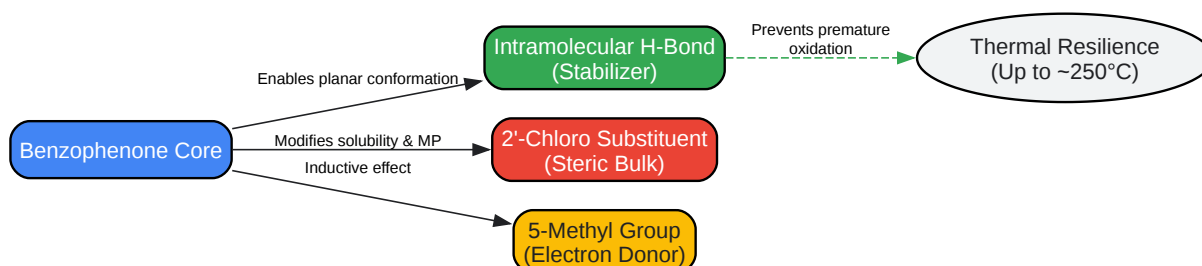 Benzophenone Core
Enables planar conformation
Modifies solubility & MP
Inductive effect
Intramolecular H-Bond
(Stabilizer)
2'-Chloro Substituent
(Steric Bulk)
5-Methyl Group
(Electron Donor)
Prevents premature
oxidation
Thermal Resilience
(Up to ~250°C)